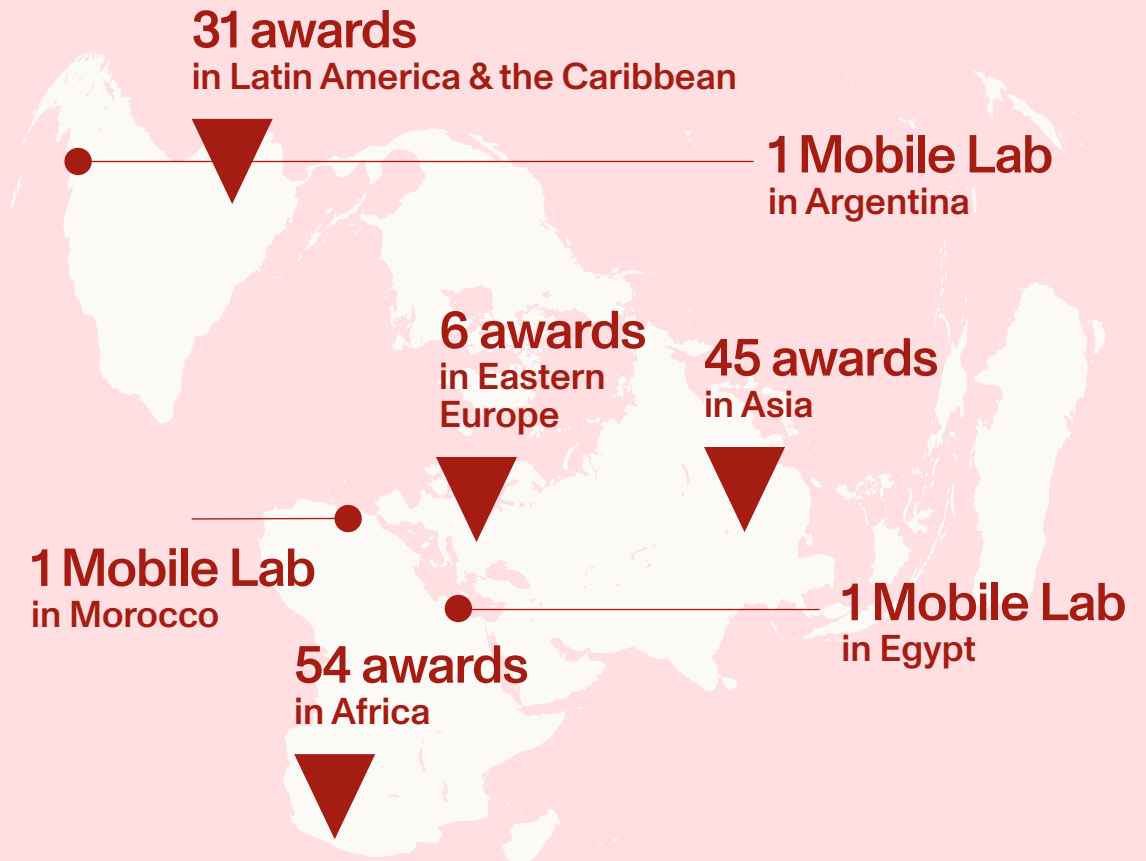 31 awards
in Latin America & the Caribbean
1 Mobile Lab
in Argentina
6 awards
in Eastern
Europe
45 awards
in Asia
1 Mobile Lab
in Morocco
1 Mobile Lab
in Egypt
54 awards
in Africa